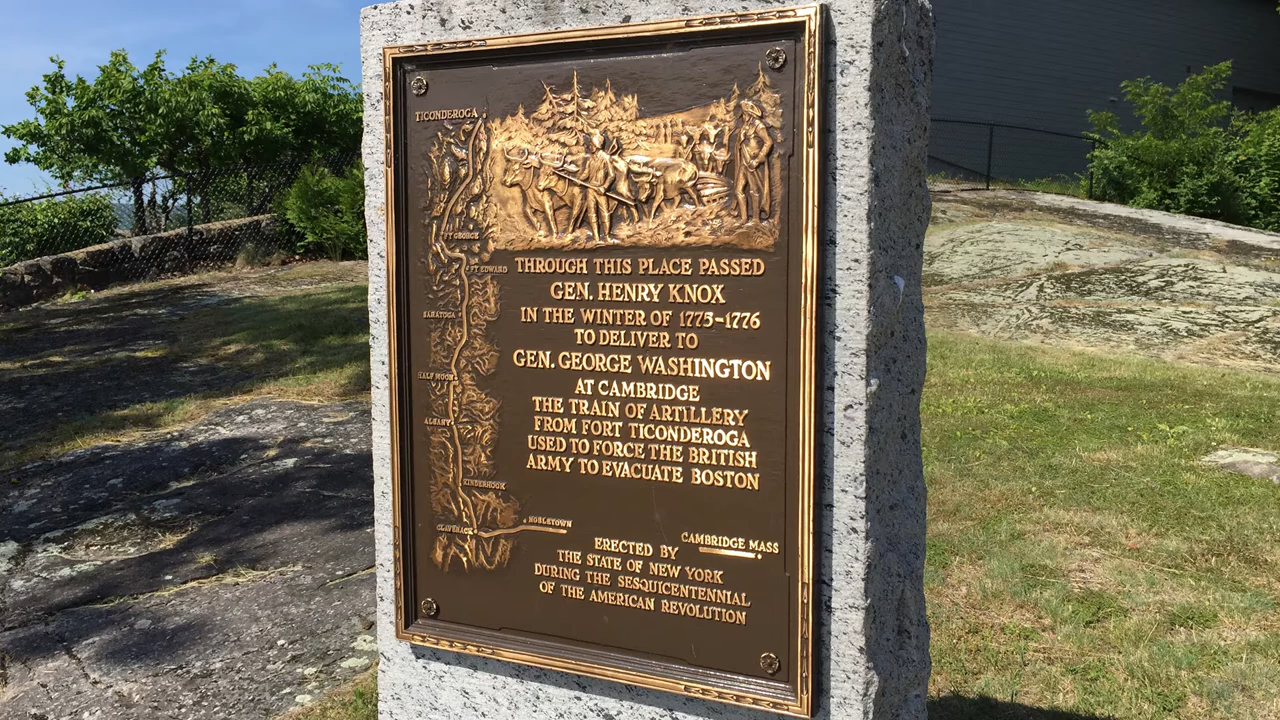 TICONDEROGA
FT GEORGE
FT EDWARD
SARATOGA
HALF MOON
ALBANY
KINDERHOOK
CLAVERACK
NOBLETOWN
THROUGH THIS PLACE PASSED
GEN. HENRY KNOX
IN THE WINTER OF 1775-1776
TO DELIVER TO
GEN. GEORGE WASHINGTON
AT CAMBRIDGE
THE TRAIN OF ARTILLERY
FROM FORT TICONDEROGA
USED TO FORCE THE BRITISH
ARMY TO EVACUATE BOSTON
CAMBRIDGE MASS
ERECTED BY
THE STATE OF NEW YORK
DURING THE SESQUICENTENNIAL
OF THE AMERICAN REVOLUTION